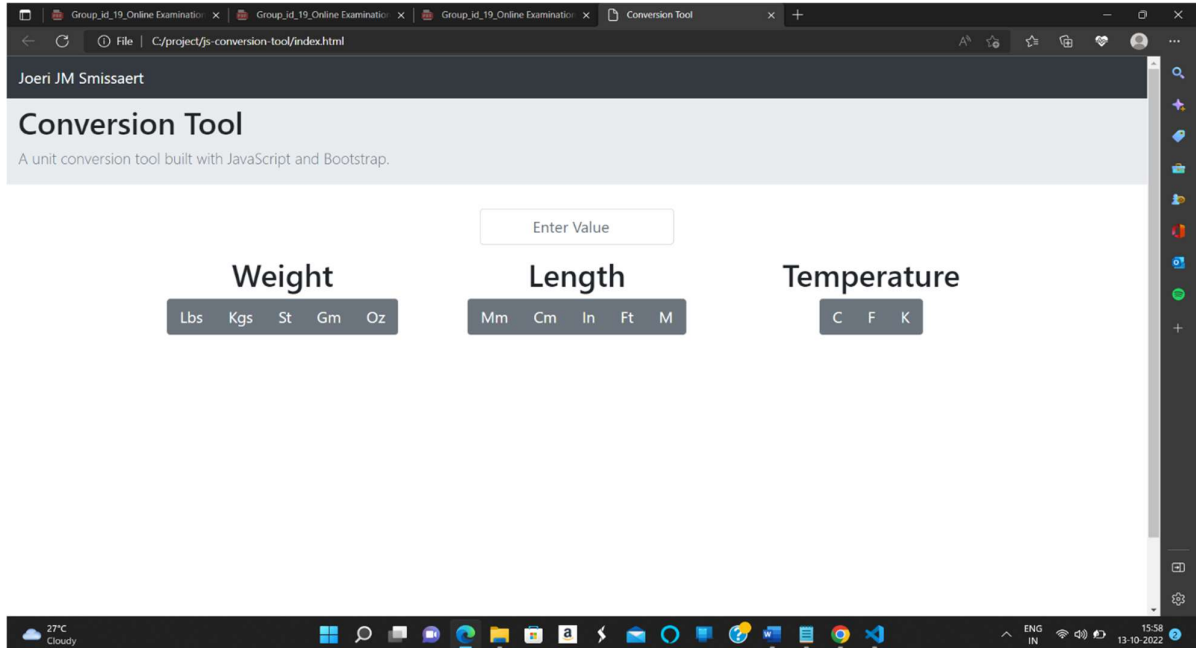 Group_id_19_Online Examination
Group_id_19_Online Examination
Group_id_19_Online Examination
Conversion Tool
File | C:/project/js-conversion-tool/index.html
Joeri JM Smissaert
Conversion Tool
A unit conversion tool built with JavaScript and Bootstrap.
Enter Value
Weight Length Temperature
Lbs Kgs St Gm Oz Mm Cm In Ft M C F K
27°C
Cloudy
ENG
IN
15:58
13-10-2022
2